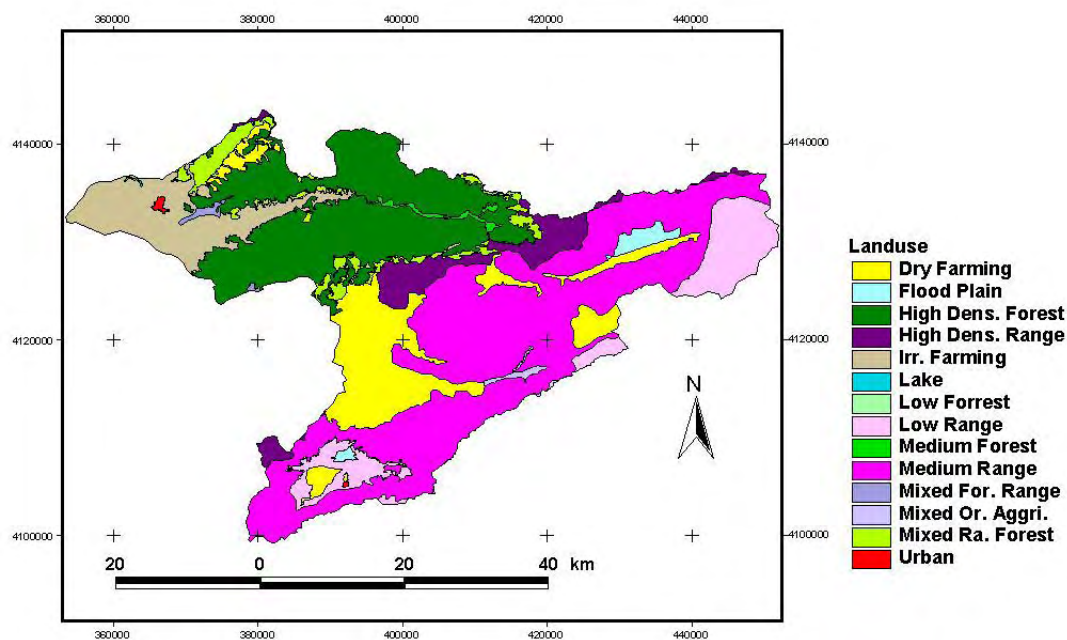 360000 380000 400000 420000 440000
4140000 4140000
4120000 4120000
4100000 4100000
N
20 0 20 40 km
360000 380000 400000 420000 440000
Landuse
Dry Farming
Flood Plain
High Dens. Forest
High Dens. Range
Irr. Farming
Lake
Low Forrest
Low Range
Medium Forest
Medium Range
Mixed For. Range
Mixed Or. Aggri.
Mixed Ra. Forest
Urban